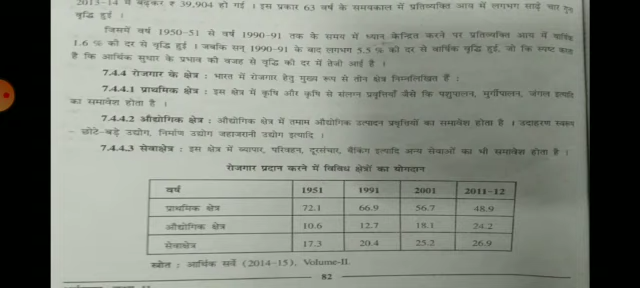 2013-14 में बढ़कर ₹ 39,904 हो गई । इस प्रकार 63 वर्ष के समयकाल में प्रतिव्यक्ति आय में लगभग साढ़े चार गुना
वृद्धि हुई ।
जिसमें वर्ष 1950-51 से वर्ष 1990-91 तक के समय में ध्यान केन्द्रित करने पर प्रतिव्यक्ति आय में वार्षिक
1.6 % की दर से वृद्धि हुई । जबकि सन् 1990-91 के बाद लगभग 5.5 % की दर से वार्षिक वृद्धि हुई, जो कि स्पष्ट करता
है कि आर्थिक सुधार के प्रभाव की वजह से वृद्धि की दर में तेजी आई है ।
7.4.4 रोजगार के क्षेत्र : भारत में रोजगार हेतु मुख्य रूप से तीन क्षेत्र निम्नलिखित हैं :
7.4.4.1 प्राथमिक क्षेत्र : इस क्षेत्र में कृषि और कृषि से संलग्न प्रवृत्तियाँ जैसे कि पशुपालन, मुर्गीपालन, जंगल इत्यादि
का समावेश होता है ।
7.4.4.2 औद्योगिक क्षेत्र : औद्योगिक क्षेत्र में तमाम औद्योगिक उत्पादन प्रवृत्तियों का समावेश होता है । उदाहरण स्वरूप
– छोटे-बड़े उद्योग, निर्माण उद्योग जहाजरानी उद्योग इत्यादि ।
7.4.4.3 सेवाक्षेत्र : इस क्षेत्र में व्यापार, परिवहन, दूरसंचार, बैंकिंग इत्यादि अन्य सेवाओं का भी समावेश होता है ।
रोजगार प्रदान करने में विविध क्षेत्रों का योगदान
वर्ष 1951 1991 2001 2011-12
प्राथमिक क्षेत्र 72.1 66.9 56.7 48.9
औद्योगिक क्षेत्र 10.6 12.7 18.1 24.2
सेवाक्षेत्र 17.3 20.4 25.2 26.9
स्रोत : आर्थिक सर्वे (2014-15), Volume-II.
82